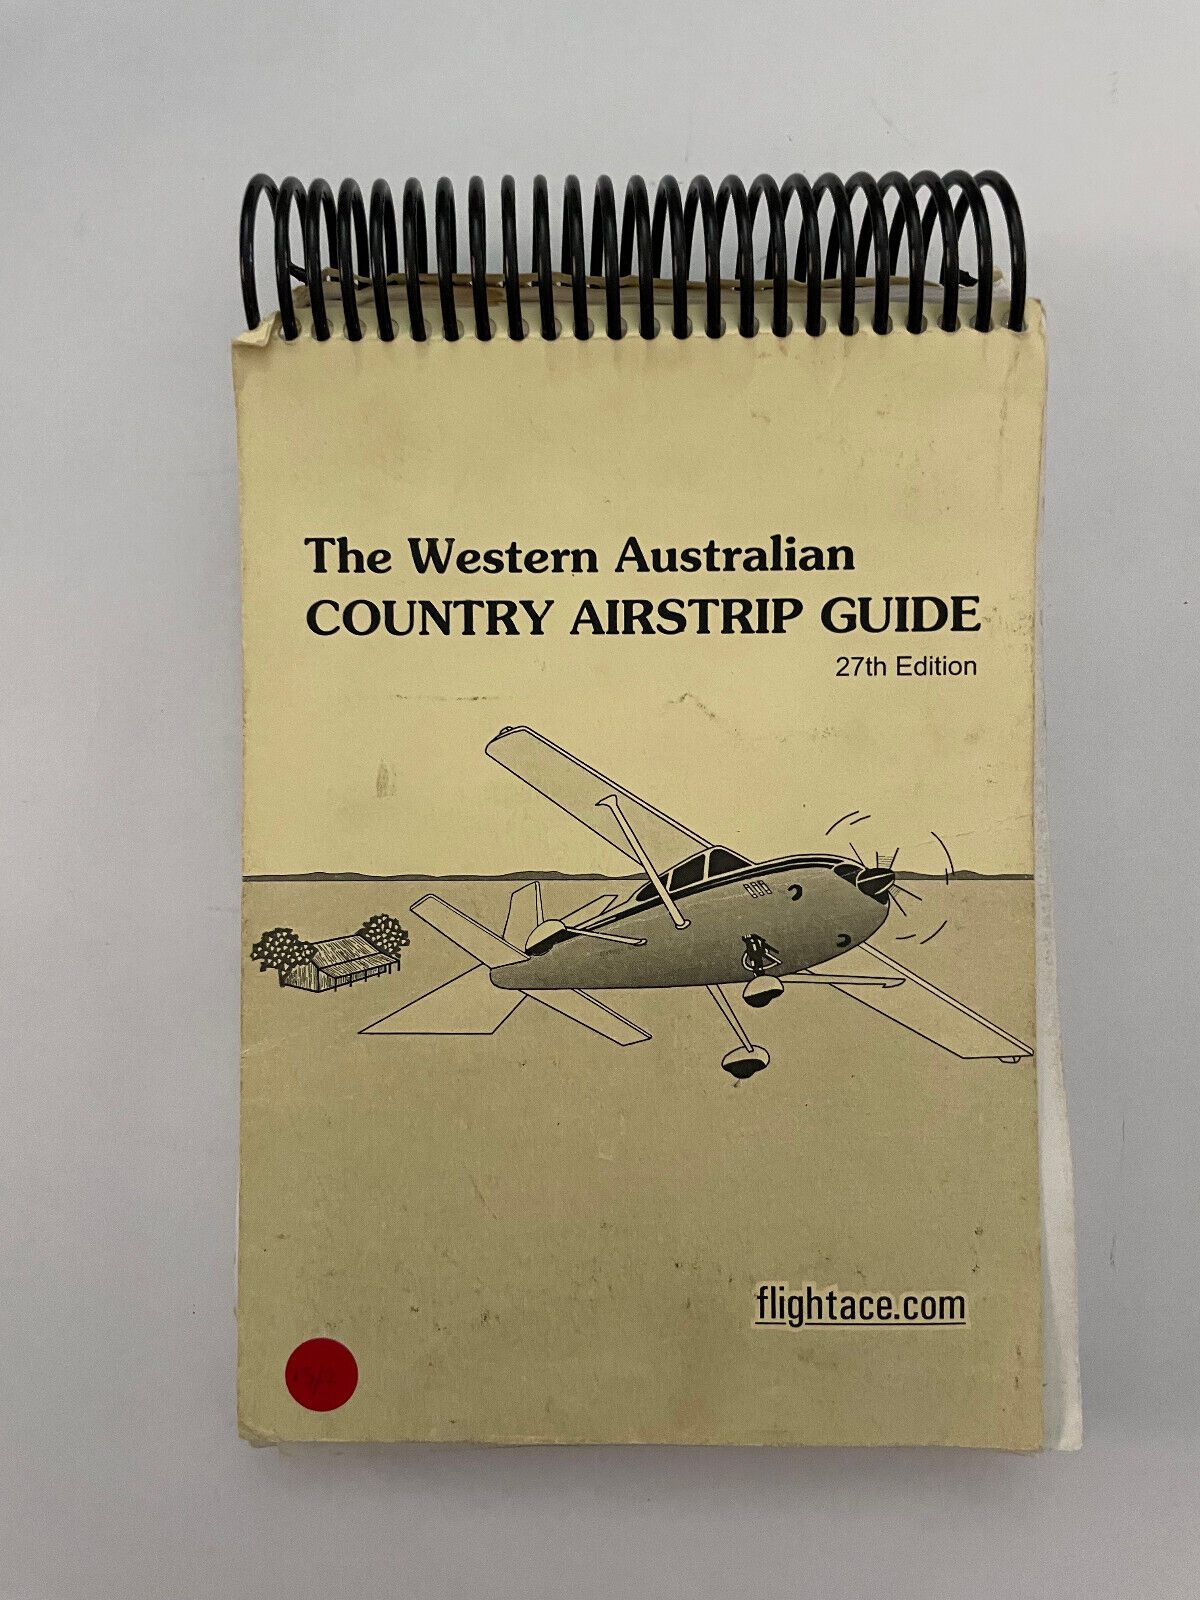 The Western Australian
COUNTRY AIRSTRIP GUIDE
27th Edition
flightace.com